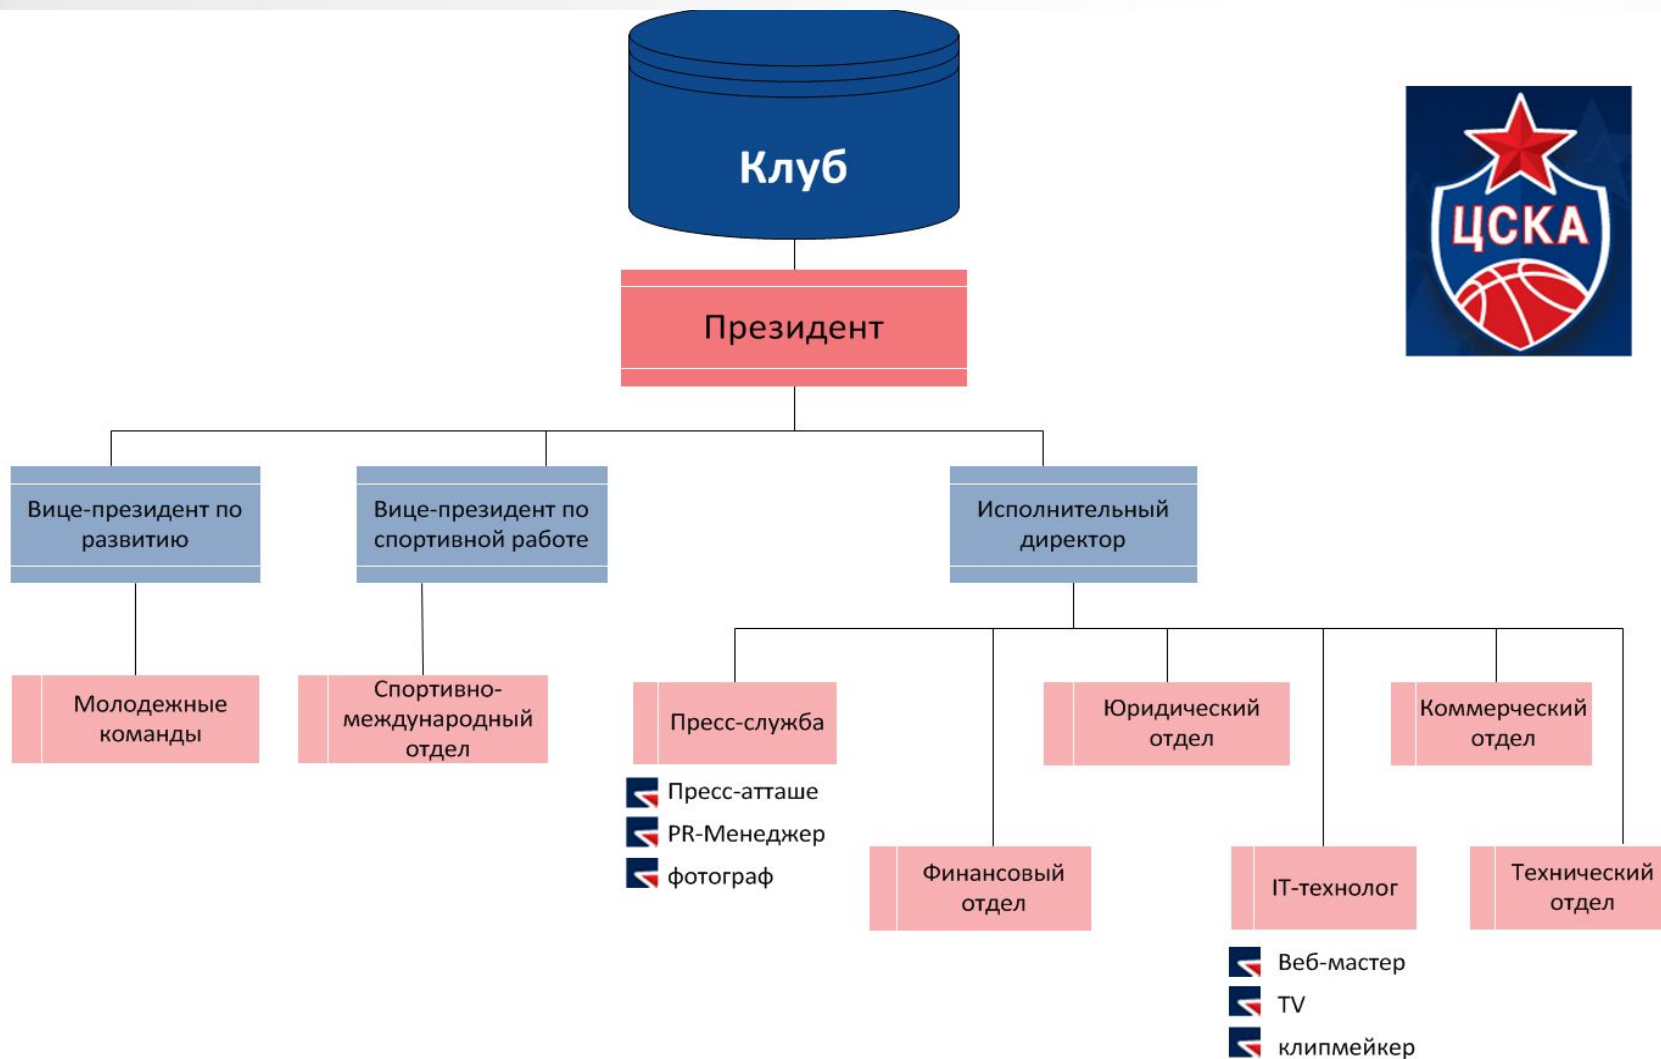 Клуб
ЦСКА
Президент
Вице-президент по
развитию
Вице-президент по
спортивной работе
Исполнительный
директор
Молодежные
команды
Спортивно-
международный
отдел
Пресс-служба
Юридический
отдел
Коммерческий
отдел
Пресс-атташе
PR-Менеджер
фотограф
Финансовый
отдел
IT-технолог
Технический
отдел
Веб-мастер
TV
клипмейкер